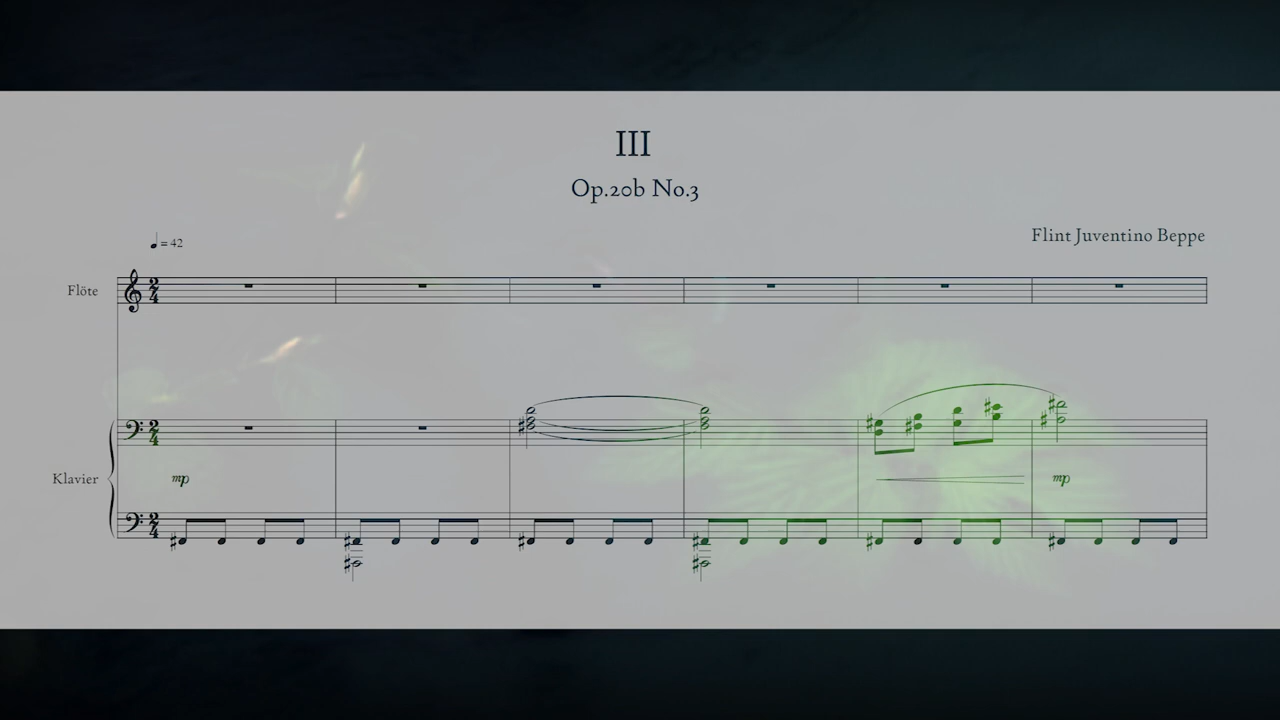 III
Op.20b No.3
Flint Juventino Beppe
♩ = 42
Flöte
Klavier
mp
mp